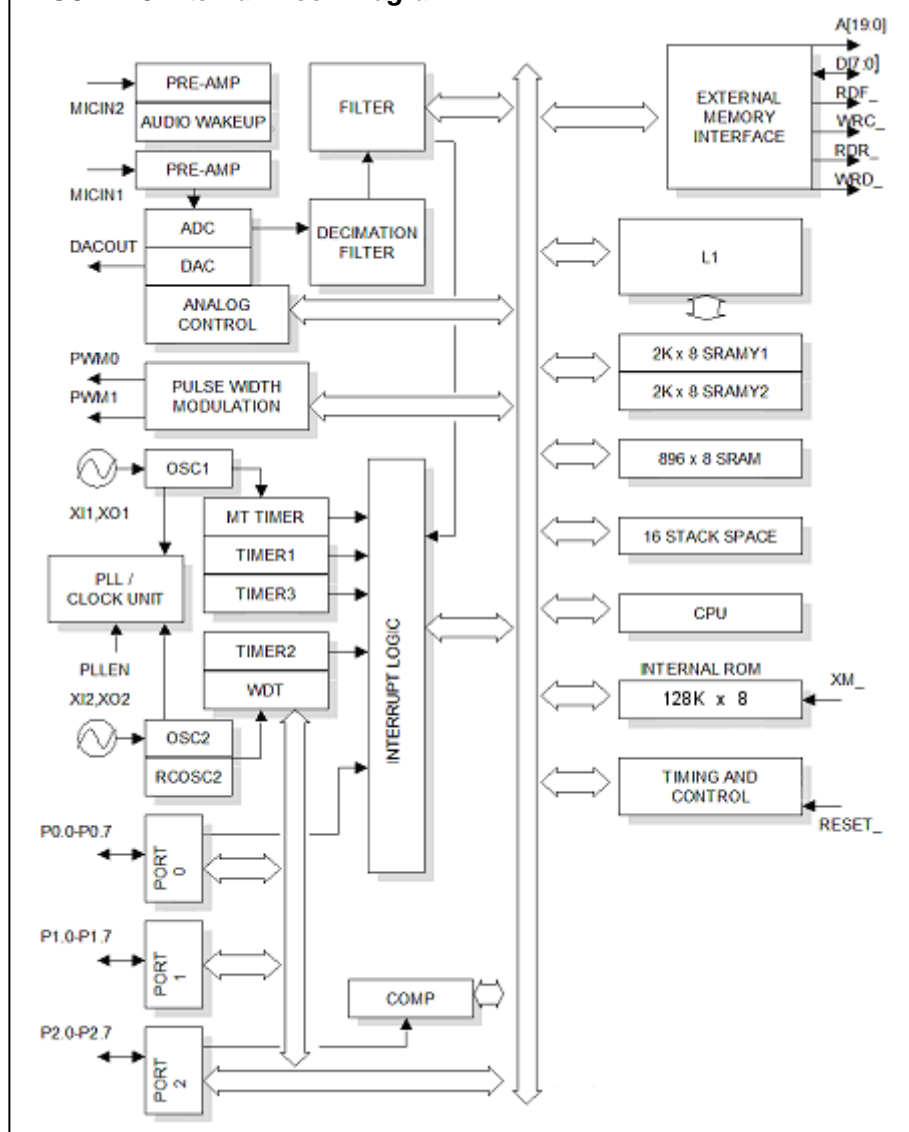 A[19:0]
D[7:0]
RDF_
WRC_
RDR_
WRD_
EXTERNAL
MEMORY
INTERFACE
PRE-AMP
AUDIO WAKEUP
MICIN2
FILTER
PRE-AMP
MICIN1
ADC
DAC
DACOUT
DECIMATION
FILTER
ANALOG
CONTROL
L1
PWM0
PWM1
PULSE WIDTH
MODULATION
2K x 8 SRAMY1
2K x 8 SRAMY2
OSC1
XI1,XO1
896 x 8 SRAM
MT TIMER
TIMER1
TIMER3
16 STACK SPACE
PLL /
CLOCK UNIT
PLLEN
CPU
TIMER2
WDT
INTERRUPT LOGIC
INTERNAL ROM
128K x 8
XM_
XI2,XO2
OSC2
RCOSC2
TIMING AND
CONTROL
RESET_
P0.0-P0.7
PORT
0
P1.0-P1.7
PORT
1
COMP
P2.0-P2.7
PORT
2